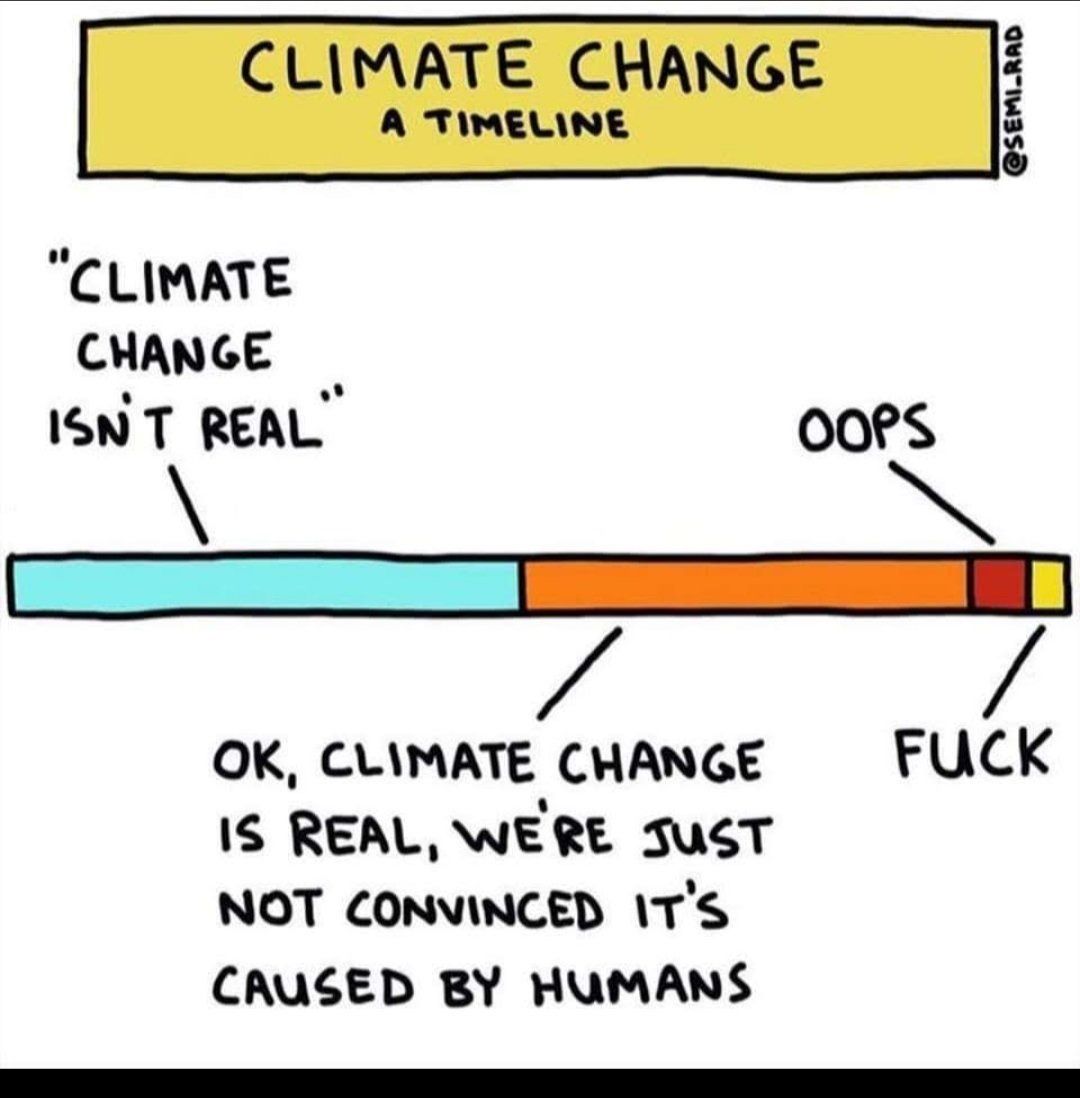 CLIMATE CHANGE
A TIMELINE
@SEMI_RAD
"CLIMATE
CHANGE
ISN'T REAL"
OOPS
OK, CLIMATE CHANGE
IS REAL, WE'RE JUST
NOT CONVINCED IT'S
CAUSED BY HUMANS
FUCK